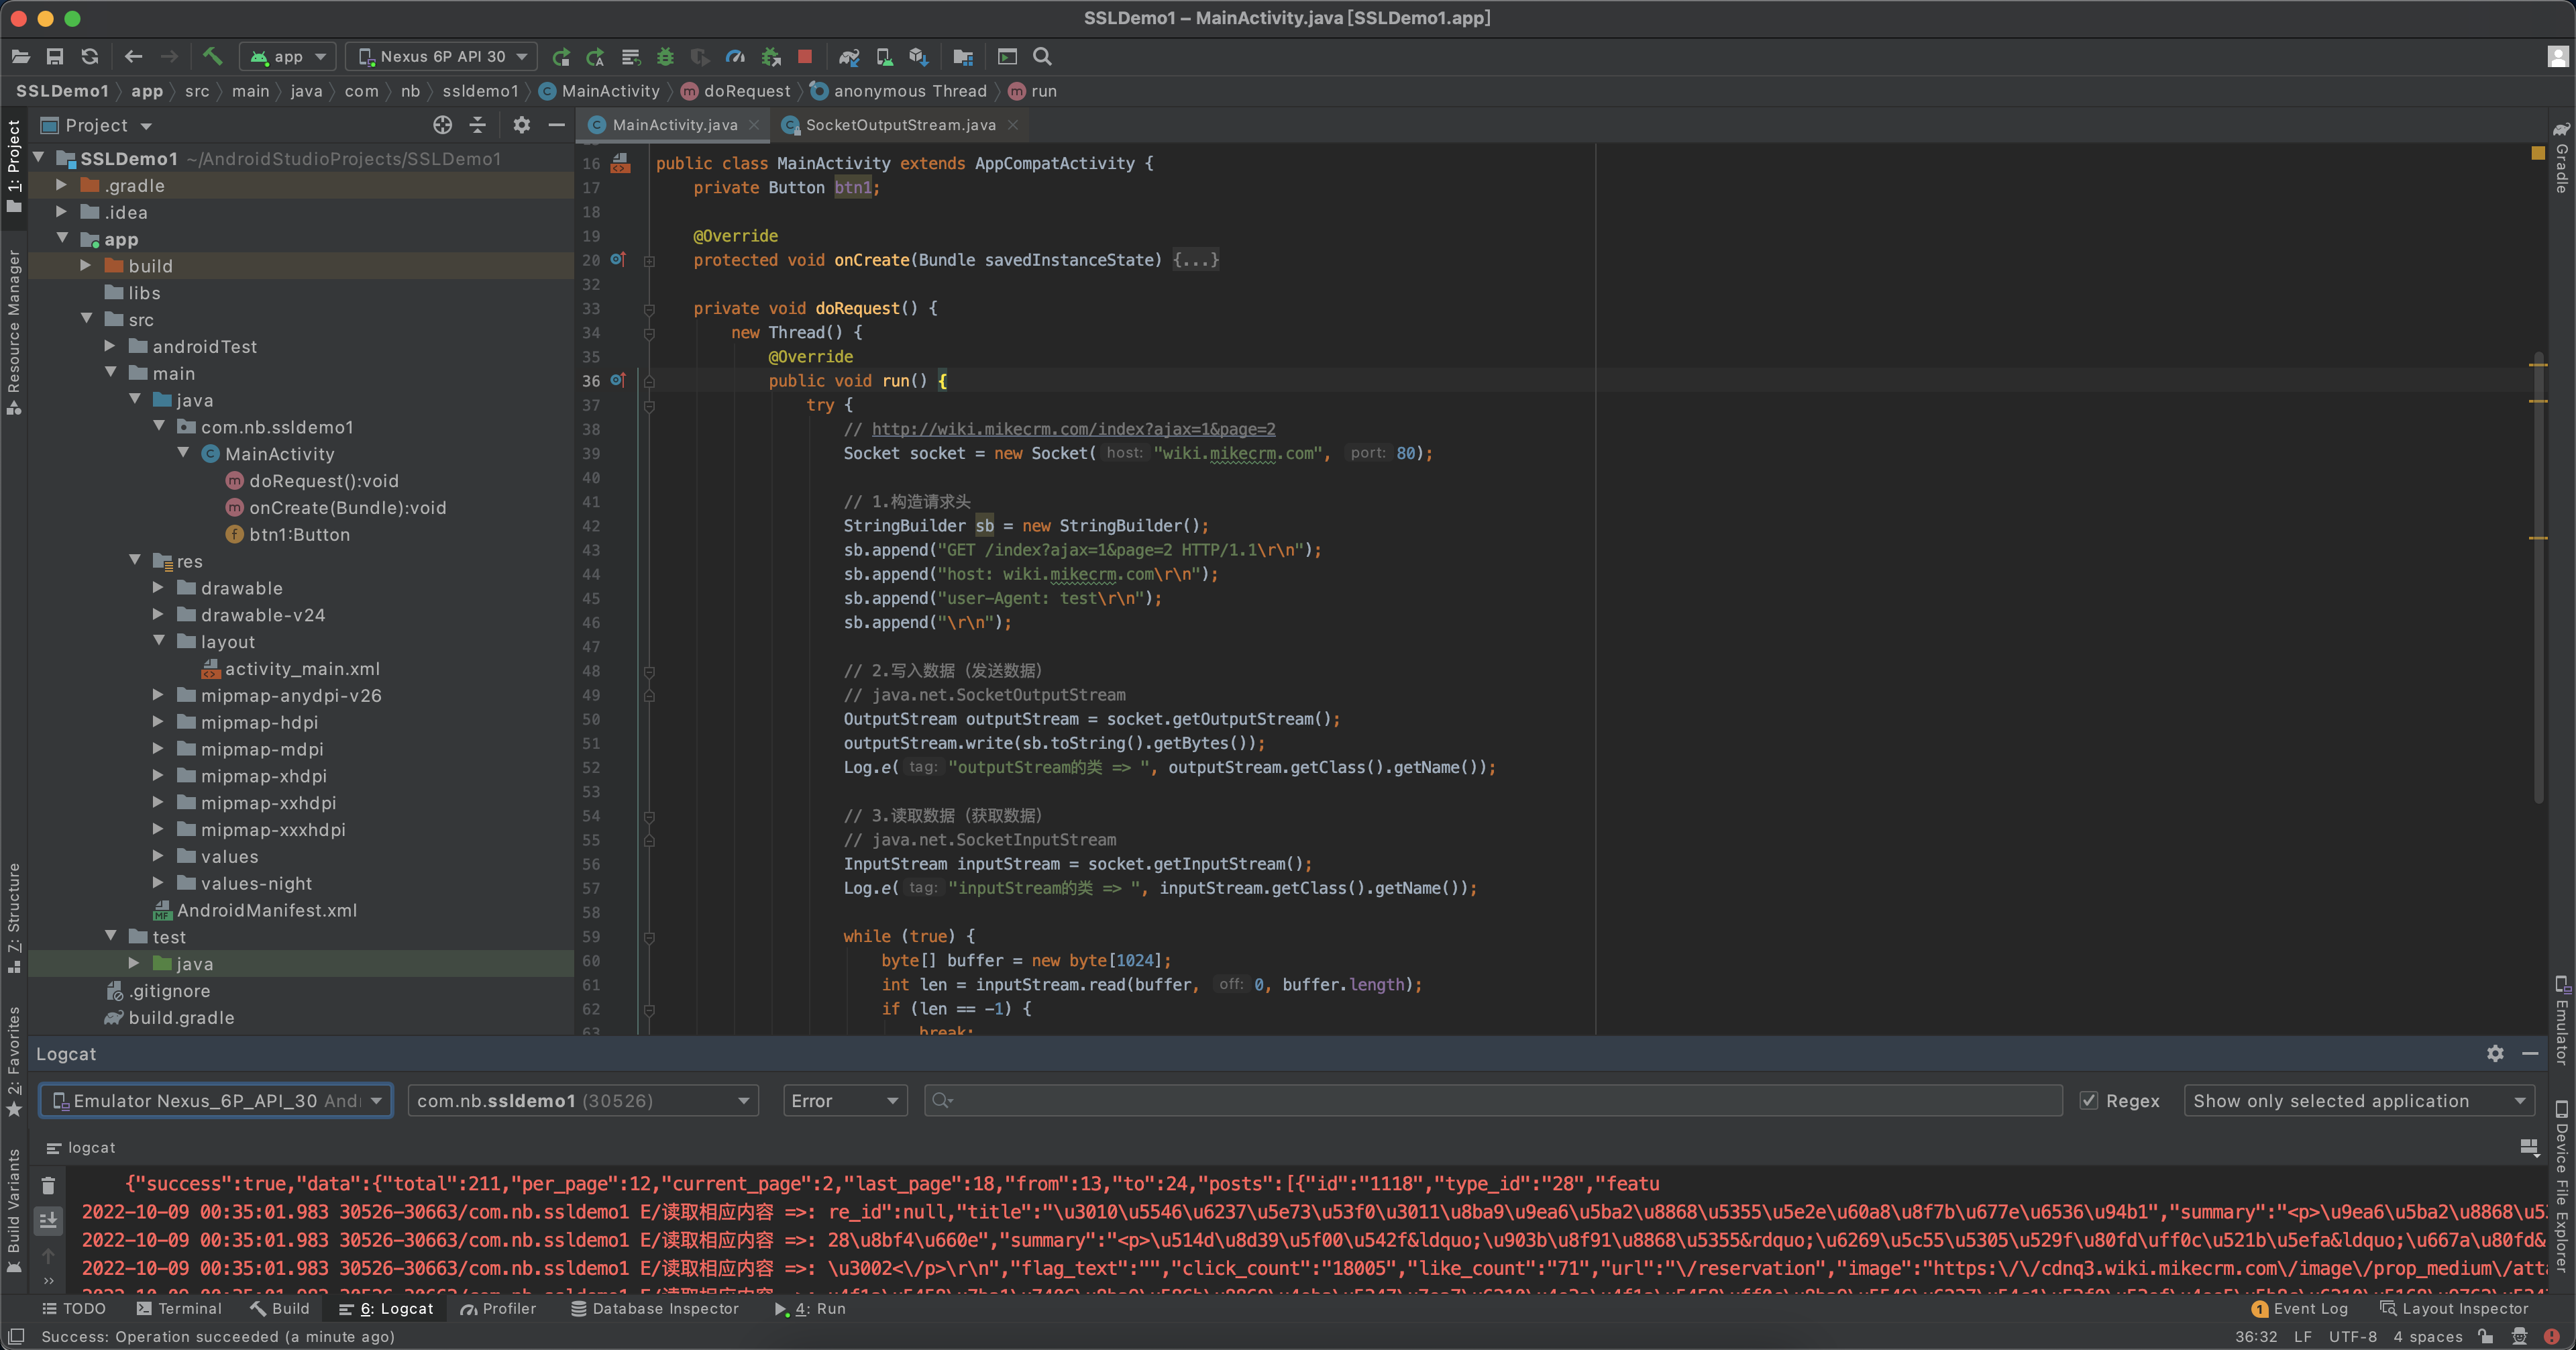 SSLDemo1 – MainActivity.java [SSLDemo1.app]
app
Nexus 6P API 30
SSLDemo1 app src main java com nb ssldemo1 MainActivity doRequest anonymous Thread run
1: Project
Resource Manager
Z: Structure
2: Favorites
Build Variants
Project
SSLDemo1 ~/AndroidStudioProjects/SSLDemo1
.gradle
.idea
app
build
libs
src
androidTest
main
java
com.nb.ssldemo1
MainActivity
doRequest():void
onCreate(Bundle):void
btn1:Button
res
drawable
drawable-v24
layout
activity_main.xml
mipmap-anydpi-v26
mipmap-hdpi
mipmap-mdpi
mipmap-xhdpi
mipmap-xxhdpi
mipmap-xxxhdpi
values
values-night
AndroidManifest.xml
test
java
.gitignore
build.gradle
MainActivity.java
SocketOutputStream.java
16 public class MainActivity extends AppCompatActivity {
17 private Button btn1;
18
19 @Override
20 protected void onCreate(Bundle savedInstanceState) {...}
32
33 private void doRequest() {
34 new Thread() {
35 @Override
36 public void run() {
37 try {
38 // http://wiki.mikecrm.com/index?ajax=1&page=2
39 Socket socket = new Socket( host: "wiki.mikecrm.com", port: 80);
40
41 // 1.构造请求头
42 StringBuilder sb = new StringBuilder();
43 sb.append("GET /index?ajax=1&page=2 HTTP/1.1\r\n");
44 sb.append("host: wiki.mikecrm.com\r\n");
45 sb.append("user-Agent: test\r\n");
46 sb.append("\r\n");
47
48 // 2.写入数据（发送数据）
49 // java.net.SocketOutputStream
50 OutputStream outputStream = socket.getOutputStream();
51 outputStream.write(sb.toString().getBytes());
52 Log.e( tag: "outputStream的类 => ", outputStream.getClass().getName());
53
54 // 3.读取数据（获取数据）
55 // java.net.SocketInputStream
56 InputStream inputStream = socket.getInputStream();
57 Log.e( tag: "inputStream的类 => ", inputStream.getClass().getName());
58
59 while (true) {
60 byte[] buffer = new byte[1024];
61 int len = inputStream.read(buffer, off: 0, buffer.length);
62 if (len == -1) {
63 break;
Gradle
Emulator
Device File Explorer
Logcat
Emulator Nexus_6P_API_30
com.nb.ssldemo1 (30526)
Error
Regex
Show only selected application
logcat
{"success":true,"data":{"total":211,"per_page":12,"current_page":2,"last_page":18,"from":13,"to":24,"posts":[{"id":"1118","type_id":"28","featu
2022-10-09 00:35:01.983 30526-30663/com.nb.ssldemo1 E/读取相应内容 =>: re_id":null,"title":"\u3010\u5546\u6237\u5e73\u53f0\u3011\u8ba9\u9ea6\u5ba2\u8868\u5355\u5e2e\u60a8\u8f7b\u677e\u6536\u94b1","summary":"<p>\u9ea6\u5ba2\u8868\u5
2022-10-09 00:35:01.983 30526-30663/com.nb.ssldemo1 E/读取相应内容 =>: 28\u8bf4\u660e","summary":"<p>\u514d\u8d39\u5f00\u542f&ldquo;\u903b\u8f91\u8868\u5355&rdquo;\u6269\u5c55\u5305\u529f\u80fd\uff0c\u521b\u5efa&ldquo;\u667a\u80fd&
2022-10-09 00:35:01.983 30526-30663/com.nb.ssldemo1 E/读取相应内容 =>: \u3002<\/p>\r\n","flag_text":"","click_count":"18005","like_count":"71","url":"\/reservation","image":"https:\/\/cdnq3.wiki.mikecrm.com\/image\/prop_medium\/atta
TODO Terminal Build 6: Logcat Profiler Database Inspector 4: Run
1 Event Log Layout Inspector
Success: Operation succeeded (a minute ago)
36:32 LF UTF-8 4 spaces